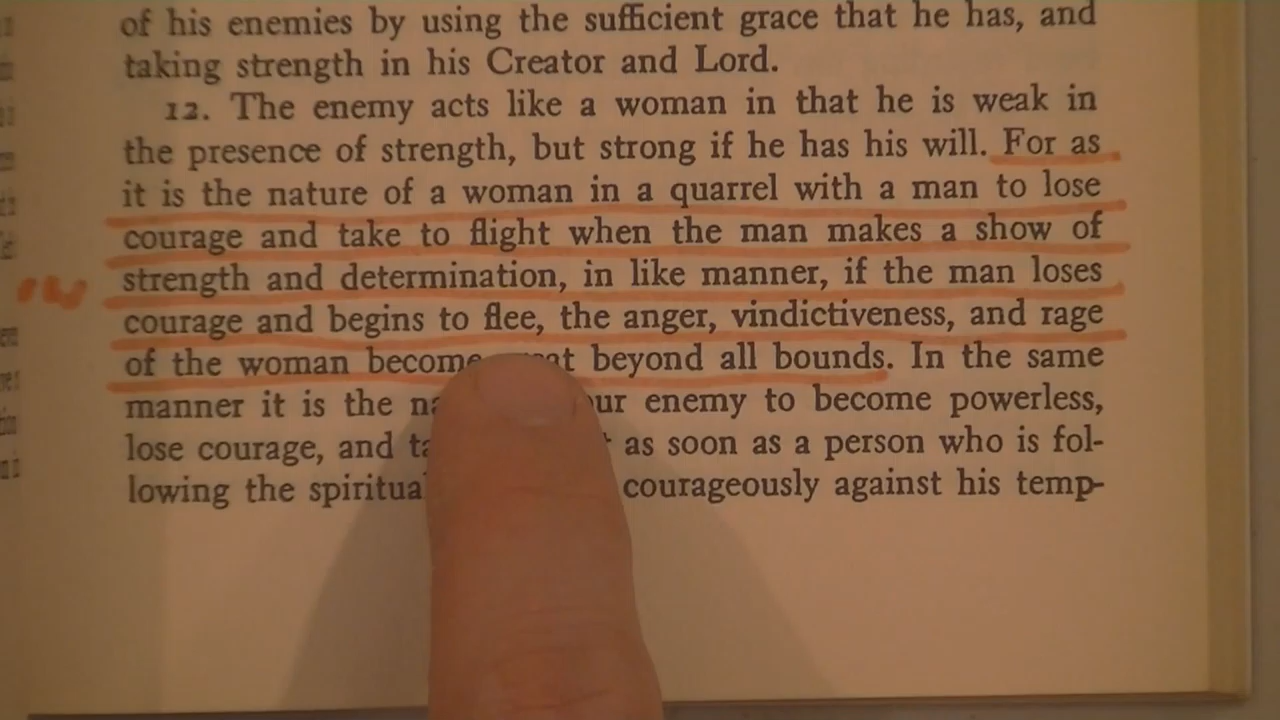 of his enemies by using the sufficient grace that he has, and
taking strength in his Creator and Lord.
12. The enemy acts like a woman in that he is weak in
the presence of strength, but strong if he has his will. For as
it is the nature of a woman in a quarrel with a man to lose
courage and take to flight when the man makes a show of
strength and determination, in like manner, if the man loses
courage and begins to flee, the anger, vindictiveness, and rage
of the woman become beyond all bounds. In the same
manner it is the enemy to become powerless,
lose courage, and as soon as a person who is fol-
lowing the courageously against his temp-